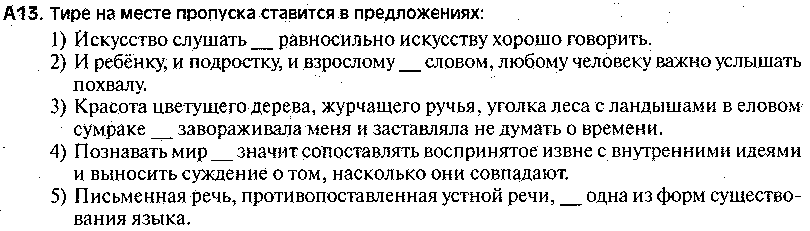 А13. Тире на месте пропуска ставится в предложениях:
1) Искусство слушать __ равносильно искусству хорошо говорить.
2) И ребёнку, и подростку, и взрослому __ словом, любому человеку важно услышать
похвалу.
3) Красота цветущего дерева, журчащего ручья, уголка леса с ландышами в еловом
сумраке __ завораживала меня и заставляла не думать о времени.
4) Познавать мир __ значит сопоставлять воспринятое извне с внутренними идеями
и выносить суждение о том, насколько они совпадают.
5) Письменная речь, противопоставленная устной речи, __ одна из форм существо-
вания языка.